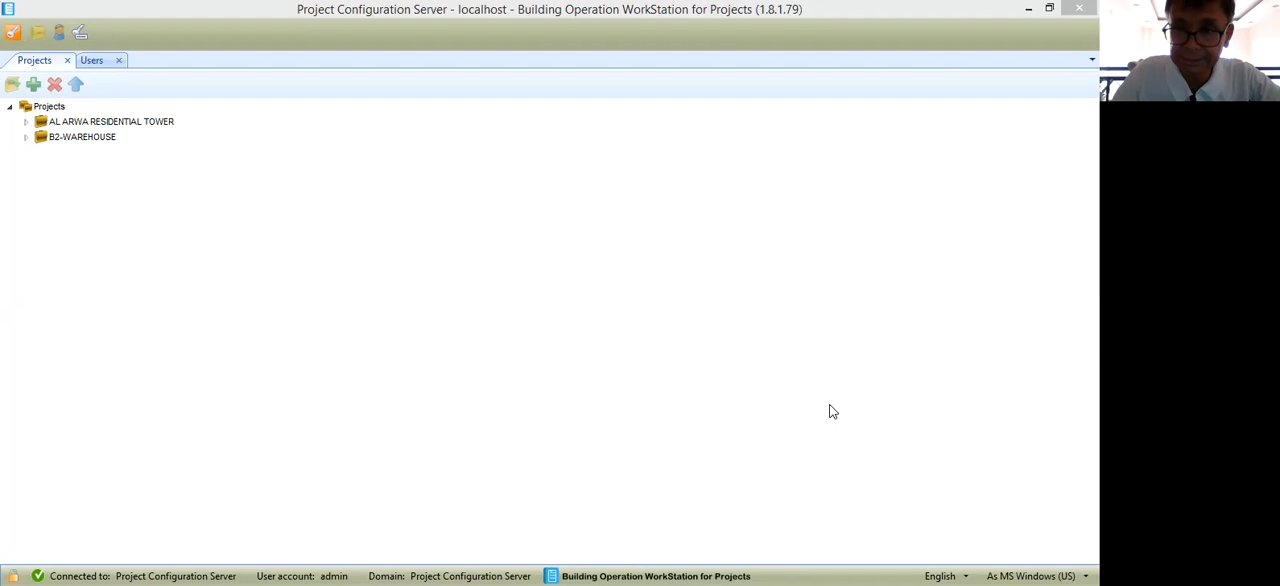 Project Configuration Server - localhost - Building Operation WorkStation for Projects (1.8.1.79)
Projects
Users
Projects
AL ARWA RESIDENTIAL TOWER
B2-WAREHOUSE
Connected to: Project Configuration Server
User account: admin
Domain: Project Configuration Server
Building Operation WorkStation for Projects
English
As MS Windows (US)